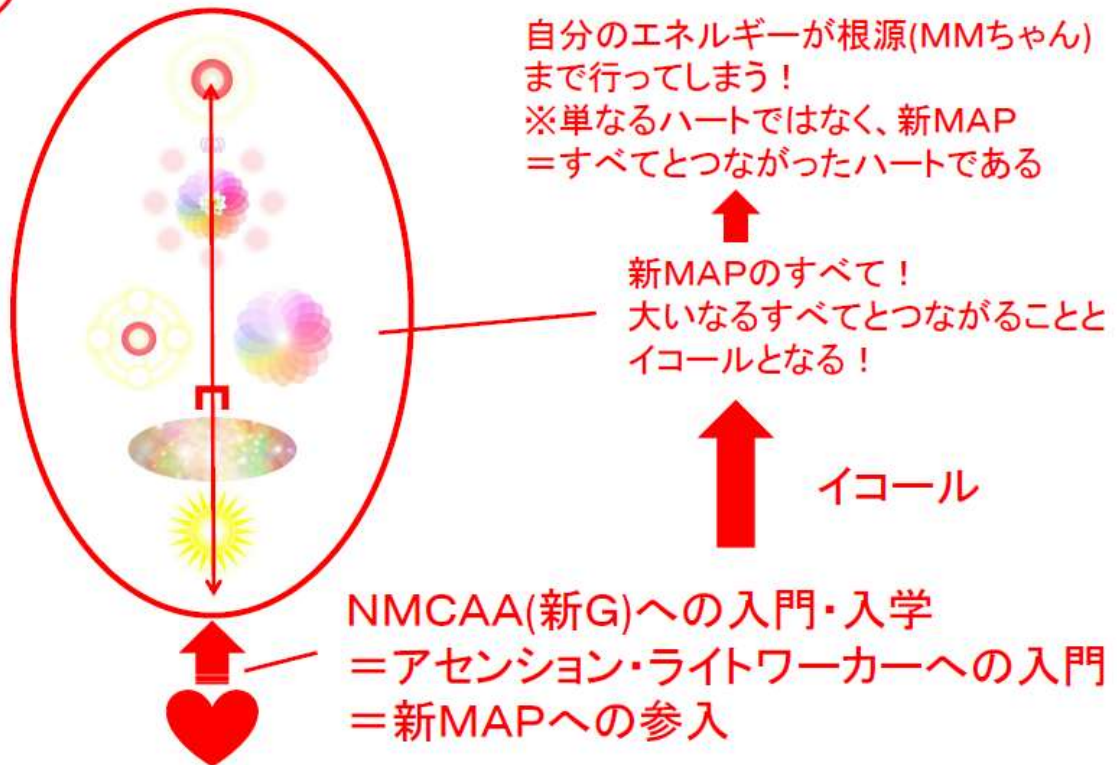 自分のエネルギーが根源(MMちゃん)
まで行ってしまう！
※単なるハートではなく、新MAP
＝すべてとつながったハートである
新MAPのすべて！
大いなるすべてとつながることと
イコールとなる！
イコール
NMCAA(新G)への入門・入学
＝アセンション・ライトワーカーへの入門
＝新MAPへの参入